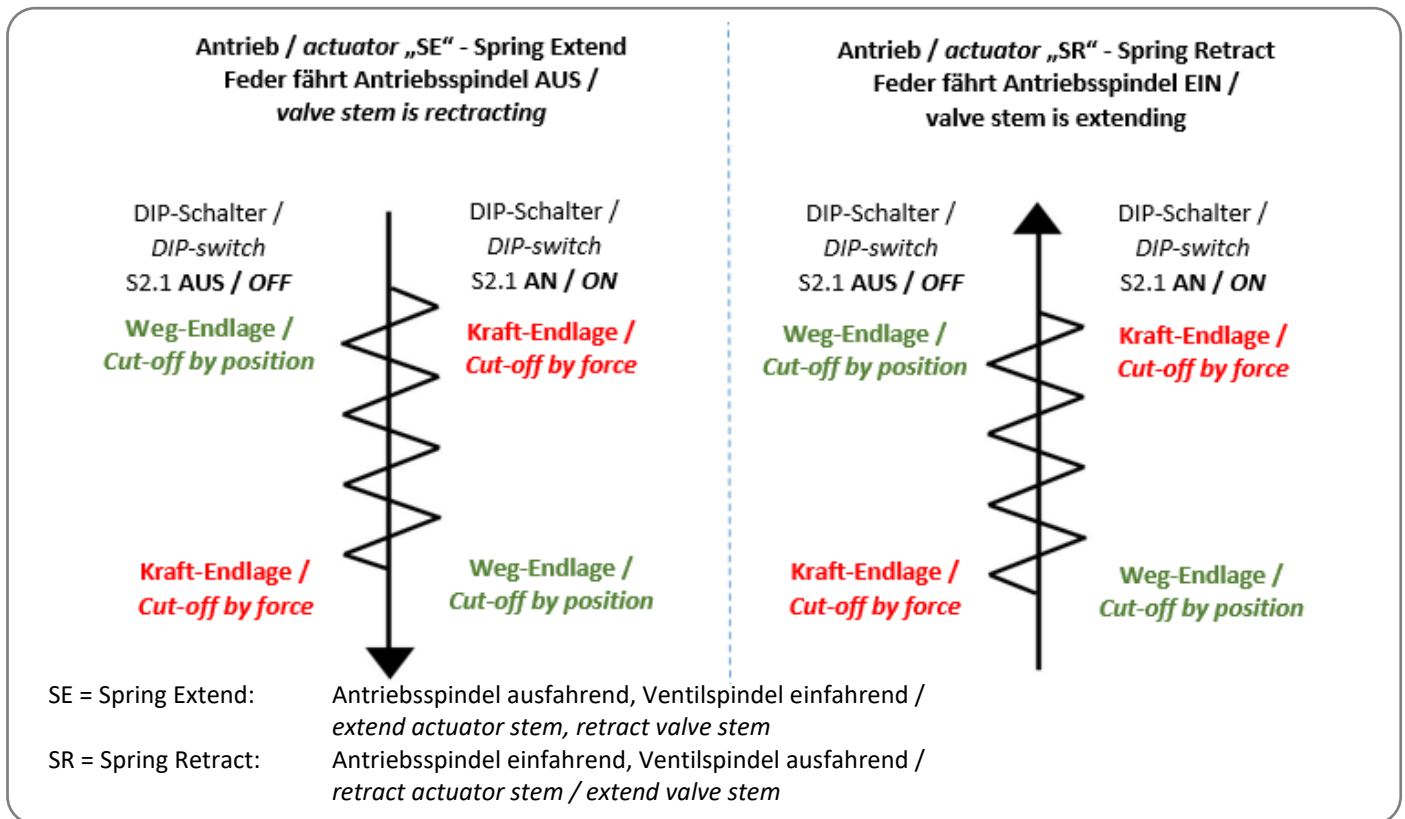 Antrieb / actuator „SE“ - Spring Extend
Feder fährt Antriebsspindel AUS /
valve stem is rectracting
DIP-Schalter /
DIP-switch
S2.1 AUS / OFF
Weg-Endlage /
Cut-off by position
DIP-Schalter /
DIP-switch
S2.1 AN / ON
Kraft-Endlage /
Cut-off by force
Kraft-Endlage /
Cut-off by force
Weg-Endlage /
Cut-off by position
Antrieb / actuator „SR“ - Spring Retract
Feder fährt Antriebsspindel EIN /
valve stem is extending
DIP-Schalter /
DIP-switch
S2.1 AUS / OFF
Weg-Endlage /
Cut-off by position
DIP-Schalter /
DIP-switch
S2.1 AN / ON
Kraft-Endlage /
Cut-off by force
Kraft-Endlage /
Cut-off by force
Weg-Endlage /
Cut-off by position
SE = Spring Extend: Antriebsspindel ausfahrend, Ventilspindel einfahrend /
extend actuator stem, retract valve stem
SR = Spring Retract: Antriebsspindel einfahrend, Ventilspindel ausfahrend /
retract actuator stem / extend valve stem